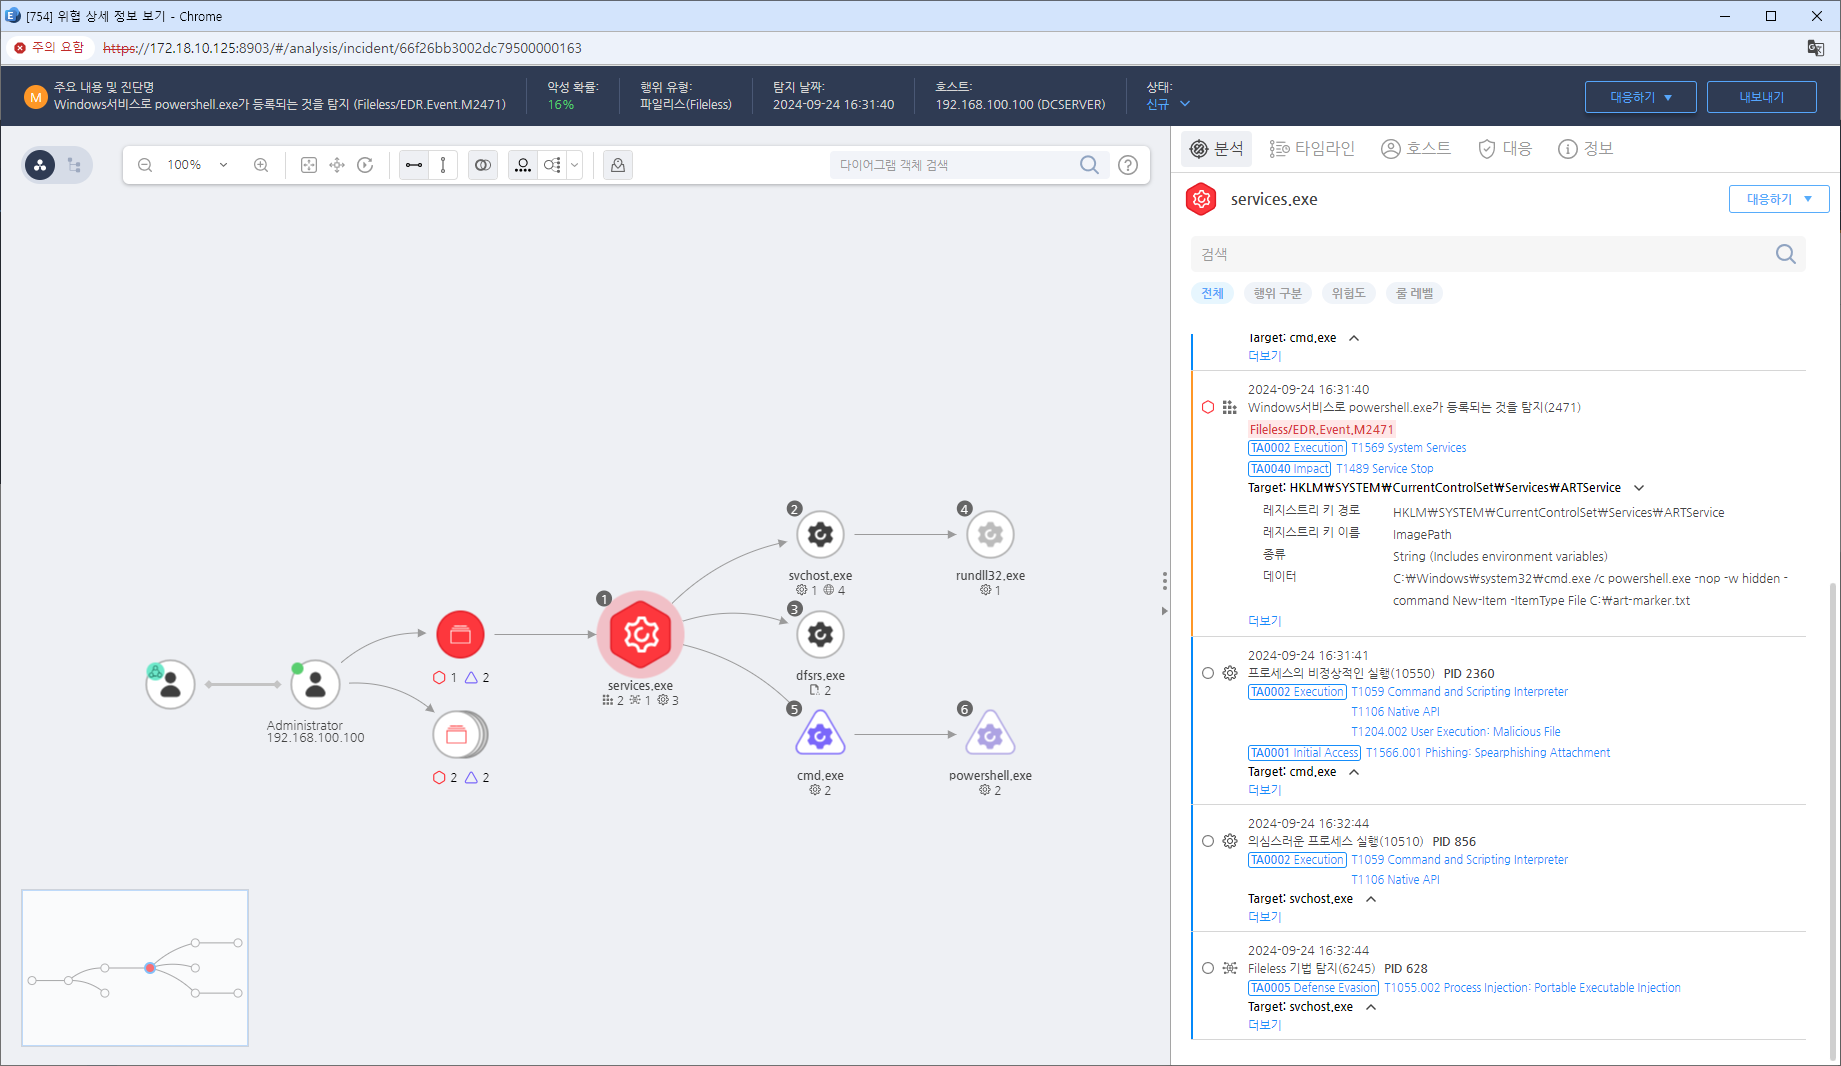 [754] 위협 상세 정보 보기 - Chrome
주의 요함
https://172.18.10.125:8903/#/analysis/incident/66f26bb3002dc79500000163
M
주요 내용 및 진단명
Windows서비스로 powershell.exe가 등록되는 것을 탐지 (Fileless/EDR.Event.M2471)
악성 확률:
16%
행위 유형:
파일리스(Fileless)
탐지 날짜:
2024-09-24 16:31:40
호스트:
192.168.100.100 (DCSERVER)
상태:
신규
대응하기
내보내기
100%
다이어그램 객체 검색
분석
타임라인
호스트
대응
정보
services.exe
대응하기
검색
전체
행위 구분
위험도
룰 레벨
Target: cmd.exe
더보기
2024-09-24 16:31:40
Windows서비스로 powershell.exe가 등록되는 것을 탐지(2471)
Fileless/EDR.Event.M2471
TA0002 Execution T1569 System Services
TA0040 Impact T1489 Service Stop
Target: HKLM₩SYSTEM₩CurrentControlSet₩Services₩ARTService
레지스트리 키 경로 HKLM₩SYSTEM₩CurrentControlSet₩Services₩ARTService
레지스트리 키 이름 ImagePath
종류 String (Includes environment variables)
데이터 C:₩Windows₩system32₩cmd.exe /c powershell.exe -nop -w hidden -
command New-Item -ItemType File C:₩art-marker.txt
더보기
2024-09-24 16:31:41
프로세스의 비정상적인 실행(10550) PID 2360
TA0002 Execution T1059 Command and Scripting Interpreter
T1106 Native API
T1204.002 User Execution: Malicious File
TA0001 Initial Access T1566.001 Phishing: Spearphishing Attachment
Target: cmd.exe
더보기
2024-09-24 16:32:44
의심스러운 프로세스 실행(10510) PID 856
TA0002 Execution T1059 Command and Scripting Interpreter
T1106 Native API
Target: svchost.exe
더보기
2024-09-24 16:32:44
Fileless 기법 탐지(6245) PID 628
TA0005 Defense Evasion T1055.002 Process Injection: Portable Executable Injection
Target: svchost.exe
더보기
Administrator
192.168.100.100
1 2
2 2
1
services.exe
2 1 3
2
svchost.exe
1 4
3
dfsrs.exe
2
4
rundll32.exe
1
5
cmd.exe
2
6
powershell.exe
2